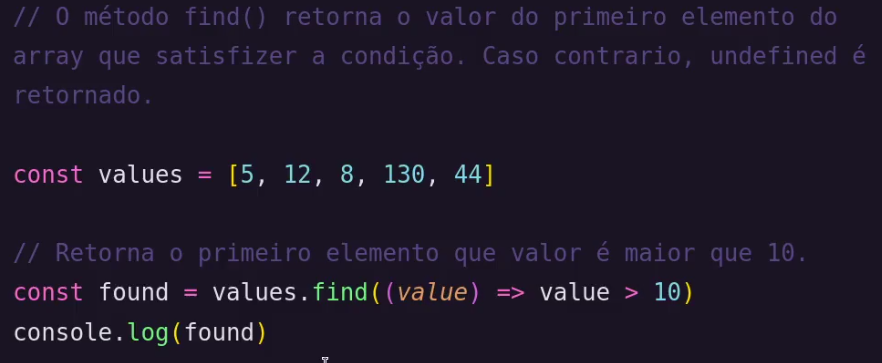 // O método find() retorna o valor do primeiro elemento do
array que satisfizer a condição. Caso contrario, undefined é
retornado.
const values = [5, 12, 8, 130, 44]
// Retorna o primeiro elemento que valor é maior que 10.
const found = values.find((value) => value > 10)
console.log(found)